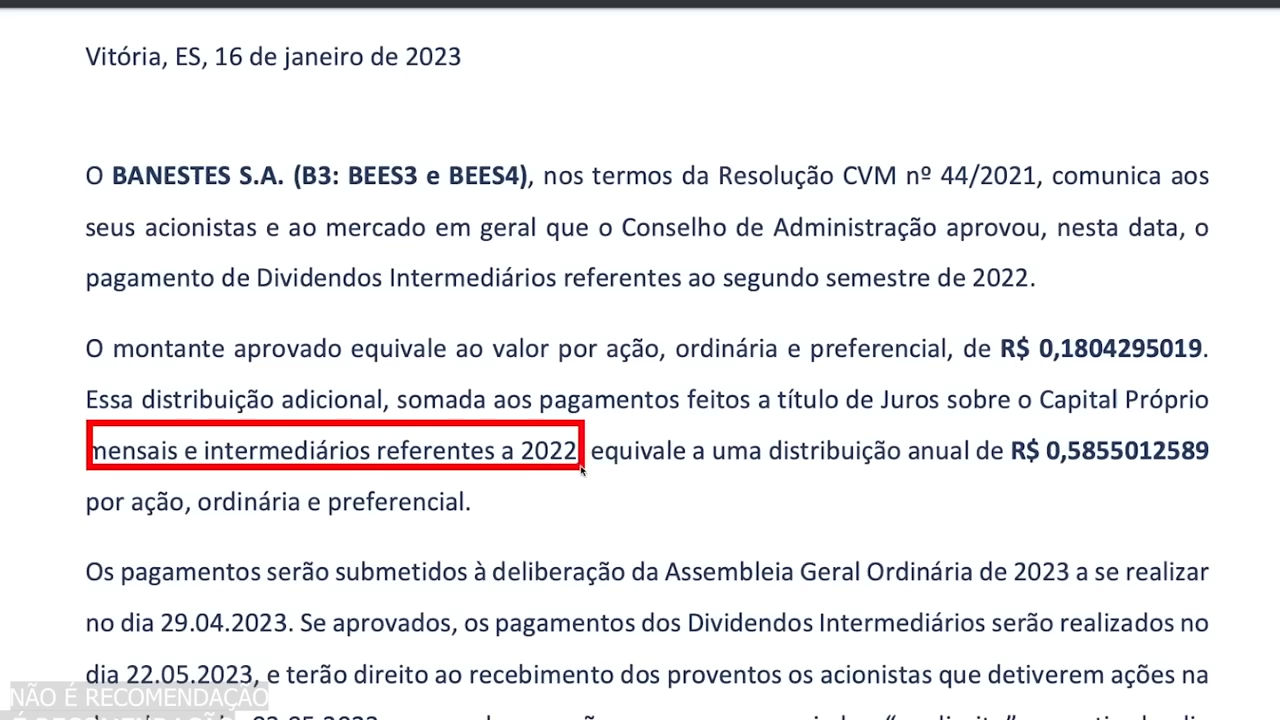 Vitória, ES, 16 de janeiro de 2023
O BANESTES S.A. (B3: BEES3 e BEES4), nos termos da Resolução CVM nº 44/2021, comunica aos
seus acionistas e ao mercado em geral que o Conselho de Administração aprovou, nesta data, o
pagamento de Dividendos Intermediários referentes ao segundo semestre de 2022.
O montante aprovado equivale ao valor por ação, ordinária e preferencial, de R$ 0,1804295019.
Essa distribuição adicional, somada aos pagamentos feitos a título de Juros sobre o Capital Próprio
mensais e intermediários referentes a 2022, equivale a uma distribuição anual de R$ 0,5855012589
por ação, ordinária e preferencial.
Os pagamentos serão submetidos à deliberação da Assembleia Geral Ordinária de 2023 a se realizar
no dia 29.04.2023. Se aprovados, os pagamentos dos Dividendos Intermediários serão realizados no
dia 22.05.2023, e terão direito ao recebimento dos proventos os acionistas que detiverem ações na
NÃO É RECOMENDAÇÃO